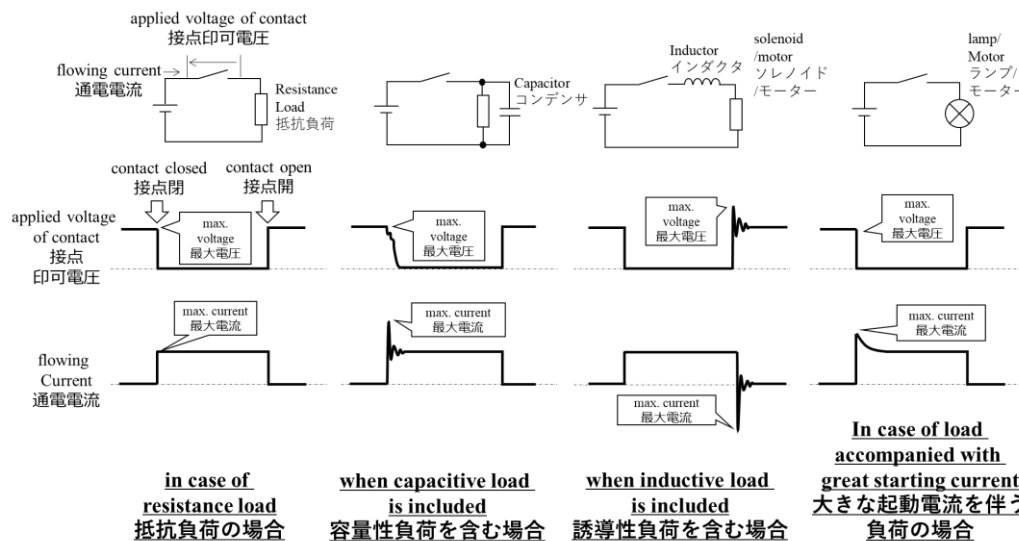 applied voltage of contact
接点印可電圧
flowing current
通電電流
Resistance
Load
抵抗負荷
Capacitor
コンデンサ
Inductor
インダクタ
solenoid
/motor
ソレノイド
/モーター
lamp/
Motor
ランプ/
モーター
contact closed
接点閉
contact open
接点開
applied voltage
of contact
接点
印可電圧
max.
voltage
最大電圧
max.
voltage
最大電圧
max.
voltage
最大電圧
max.
voltage
最大電圧
flowing
Current
通電電流
max. current
最大電流
max. current
最大電流
max. current
最大電流
max. current
最大電流
in case of
resistance load
抵抗負荷の場合
when capacitive load
is included
容量性負荷を含む場合
when inductive load
is included
誘導性負荷を含む場合
In case of load
accompanied with
great starting current
大きな起動電流を伴う
負荷の場合